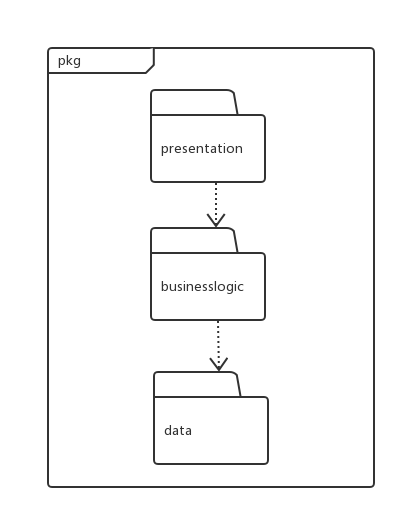 pkg
presentation
businesslogic
data